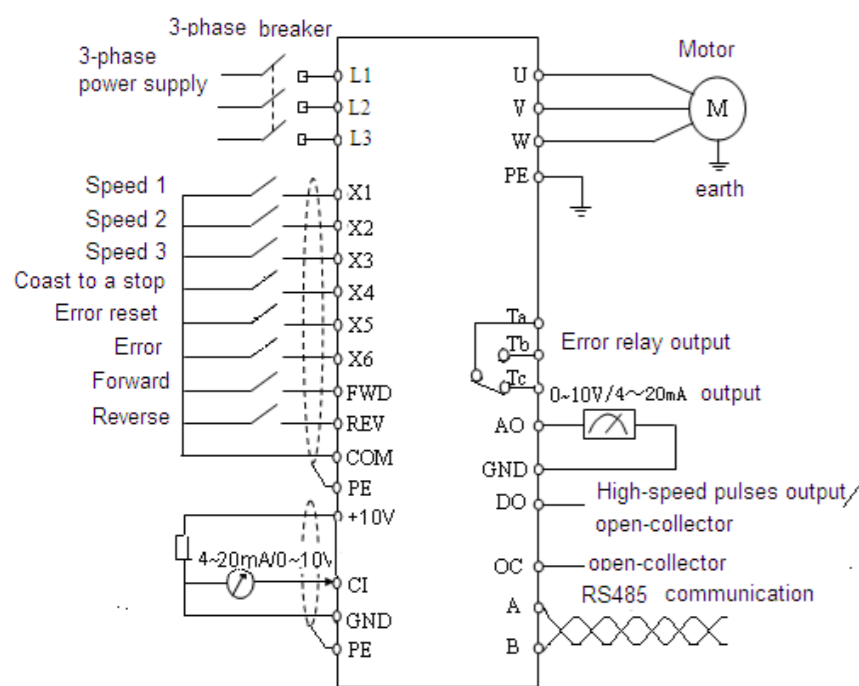 3-phase breaker
3-phase
power supply
L1
L2
L3
Speed 1
X1
Speed 2
X2
Speed 3
X3
Coast to a stop
X4
Error reset
X5
Error
X6
Forward
FWD
Reverse
REV
COM
PE
+10V
4~20mA/0~10V
CI
GND
PE
Motor
U
V
M
W
PE
earth
Ta
Tb
Error relay output
Tc
0~10V/4~20mA output
AO
GND
DO
High-speed pulses output/
open-collector
OC
open-collector
RS485 communication
A
B